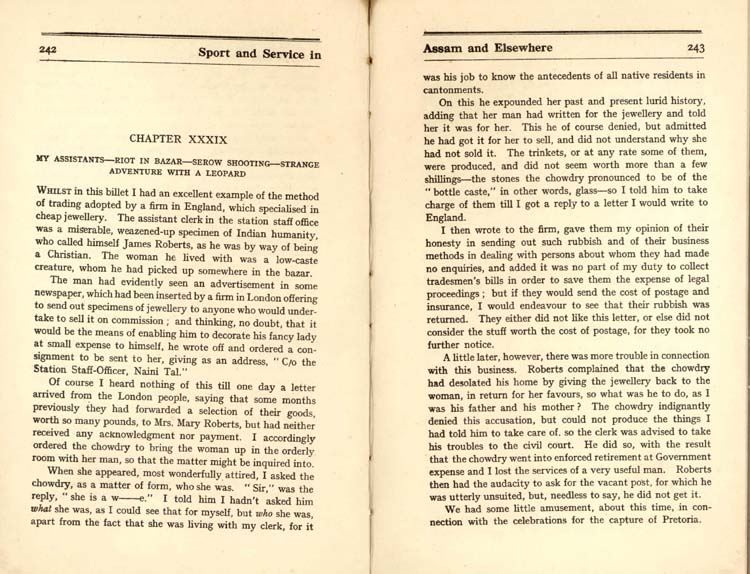 242
Sport and Service in
CHAPTER XXXIX
MY ASSISTANTS—RIOT IN BAZAR—SEROW SHOOTING—STRANGE
ADVENTURE WITH A LEOPARD
WHILST in this billet I had an excellent example of the method
of trading adopted by a firm in England, which specialised in
cheap jewellery. The assistant clerk in the station staff office
was a miserable, weazened-up specimen of Indian humanity,
who called himself James Roberts, as he was by way of being
a Christian. The woman he lived with was a low-caste
creature, whom he had picked up somewhere in the bazar.
The man had evidently seen an advertisement in some
newspaper, which had been inserted by a firm in London offering
to send out specimens of jewellery to anyone who would under-
take to sell it on commission ; and thinking, no doubt, that it
would be the means of enabling him to decorate his fancy lady
at small expense to himself, he wrote off and ordered a con-
signment to be sent to her, giving as an address, " C/o the
Station Staff-Officer, Naini Tal."
Of course I heard nothing of this till one day a letter
arrived from the London people, saying that some months
previously they had forwarded a selection of their goods,
worth so many pounds, to Mrs. Mary Roberts, but had neither
received any acknowledgment nor payment. I accordingly
ordered the chowdry to bring the woman up in the orderly
room with her man, so that the matter might be inquired into.
When she appeared, most wonderfully attired, I asked the
chowdry, as a matter of form, who she was. " Sir," was the
reply, " she is a w——e." I told him I hadn't asked him
what she was, as I could see that for myself, but who she was,
apart from the fact that she was living with my clerk, for it
Assam and Elsewhere
243
was his job to know the antecedents of all native residents in
cantonments.
On this he expounded her past and present lurid history,
adding that her man had written for the jewellery and told
her it was for her. This he of course denied, but admitted
he had got it for her to sell, and did not understand why she
had not sold it. The trinkets, or at any rate some of them,
were produced, and did not seem worth more than a few
shillings—the stones the chowdry pronounced to be of the
" bottle caste," in other words, glass—so I told him to take
charge of them till I got a reply to a letter I would write to
England.
I then wrote to the firm, gave them my opinion of their
honesty in sending out such rubbish and of their business
methods in dealing with persons about whom they had made
no enquiries, and added it was no part of my duty to collect
tradesmen's bills in order to save them the expense of legal
proceedings ; but if they would send the cost of postage and
insurance, I would endeavour to see that their rubbish was
returned. They either did not like this letter, or else did not
consider the stuff worth the cost of postage, for they took no
further notice.
A little later, however, there was more trouble in connection
with this business. Roberts complained that the chowdry
had desolated his home by giving the jewellery back to the
woman, in return for her favours, so what was he to do, as I
was his father and his mother ? The chowdry indignantly
denied this accusation, but could not produce the things I
had told him to take care of. so the clerk was advised to take
his troubles to the civil court. He did so, with the result
that the chowdry went into enforced retirement at Government
expense and I lost the services of a very useful man. Roberts
then had the audacity to ask for the vacant post, for which he
was utterly unsuited, but, needless to say, he did not get it.
We had some little amusement, about this time, in con-
nection with the celebrations for the capture of Pretoria.